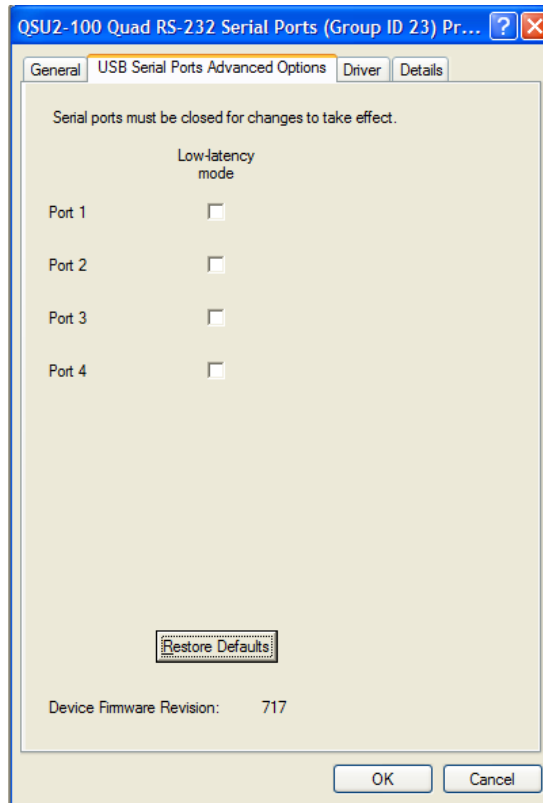 QSU2-100 Quad RS-232 Serial Ports (Group ID 23) Pr... ? X
General USB Serial Ports Advanced Options Driver Details
Serial ports must be closed for changes to take effect.
Low-latency
mode
Port 1
Port 2
Port 3
Port 4
Restore Defaults
Device Firmware Revision: 717
OK Cancel